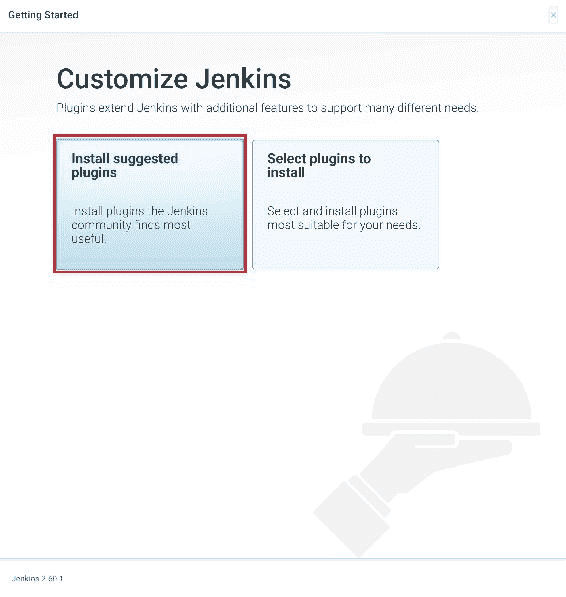 Getting Started
×
Customize Jenkins
Plugins extend Jenkins with additional features to support many different needs.
Install suggested
plugins
Install plugins the Jenkins
community finds most
useful.
Select plugins to
install
Select and install plugins
most suitable for your needs.
Jenkins 2.60.1